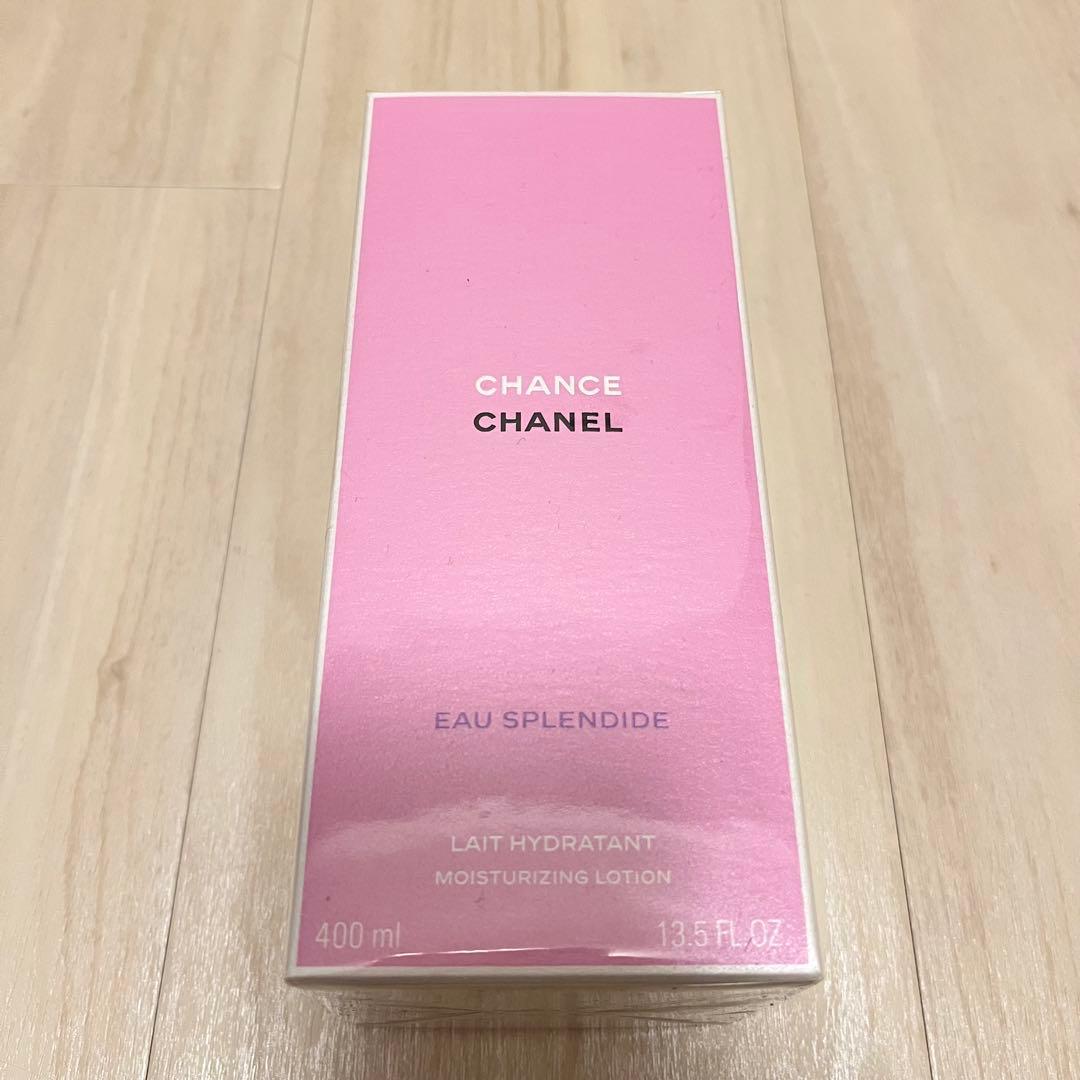 CHANCE
CHANEL
EAU SPLENDIDE
LAIT HYDRATANT
MOISTURIZING LOTION
400 ml 13.5 FL.OZ.